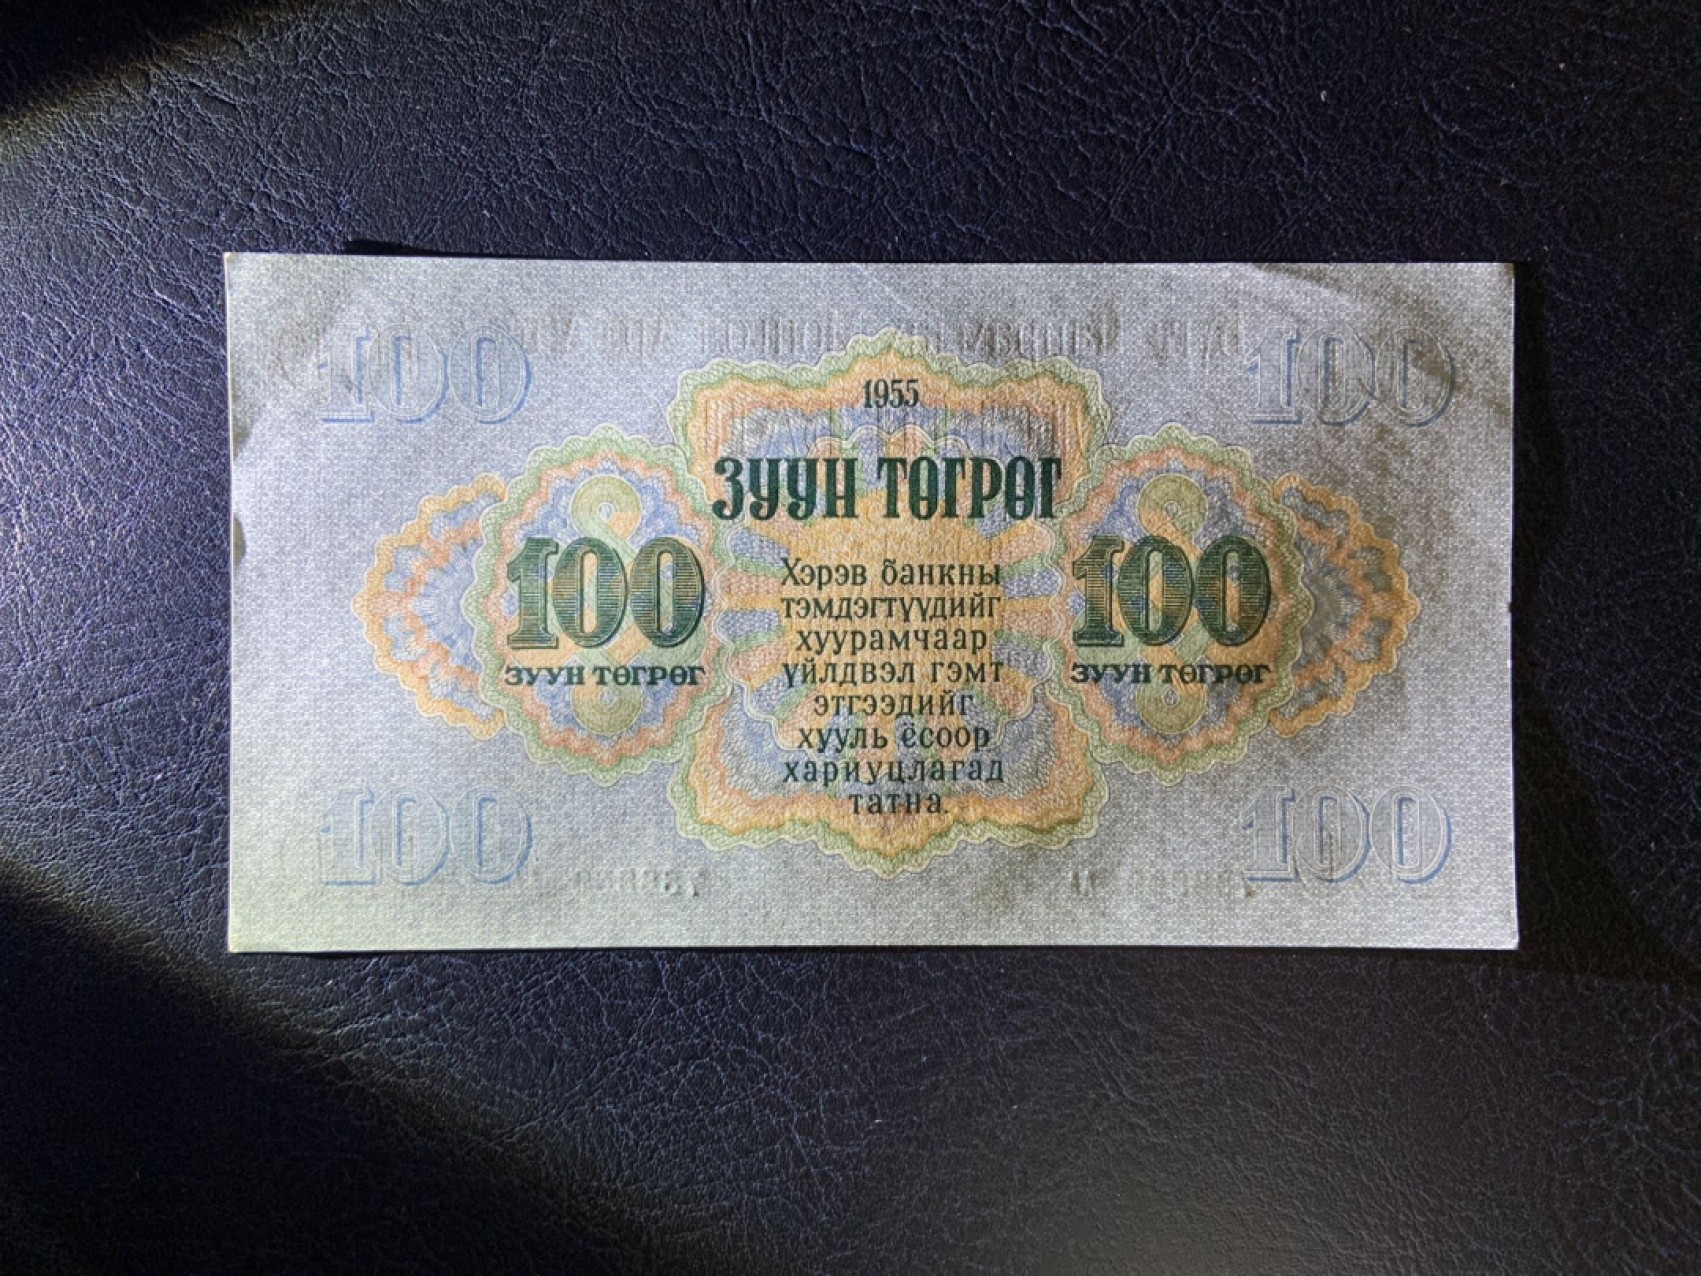 100 100
1955
ЗУУН ТӨГРӨГ
100 100
ЗУУН ТӨГРӨГ ЗУУН ТӨГРӨГ
Хэрэв банкны
тэмдэгтүүдийг
хуурамчаар
үйлдвэл гэмт
этгээдийг
хууль ёсоор
хариуцлагад
татна.
100 100